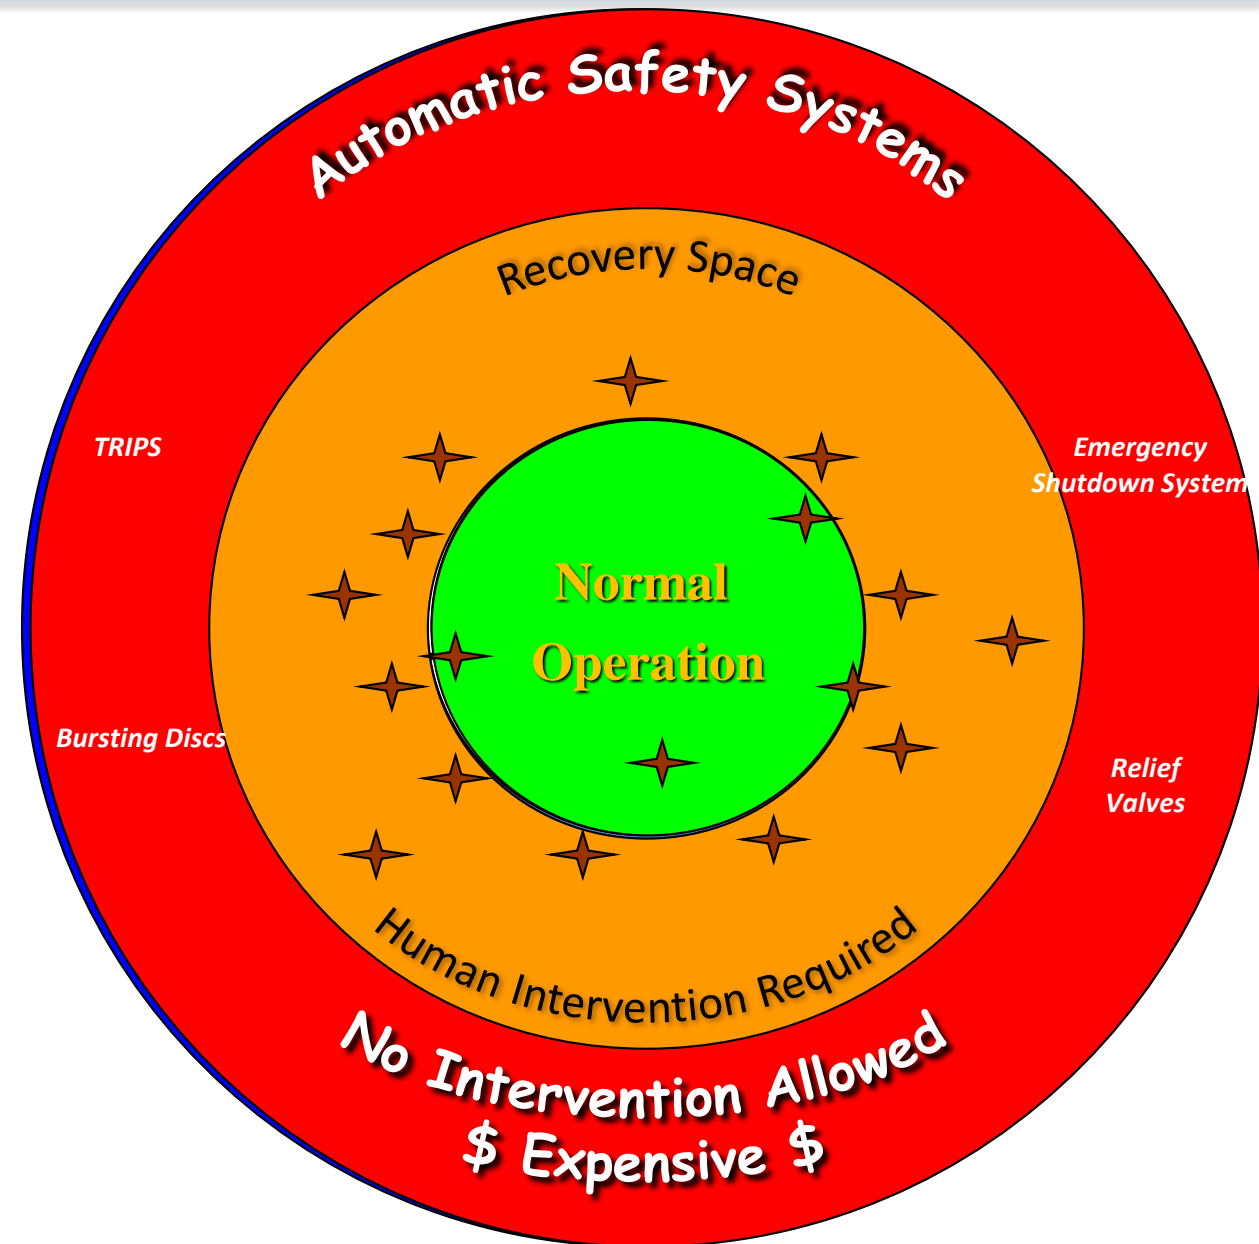 Automatic Safety Systems
Recovery Space
TRIPS
Emergency
Shutdown System
Normal
Operation
Bursting Discs
Relief
Valves
Human Intervention Required
No Intervention Allowed
$ Expensive $